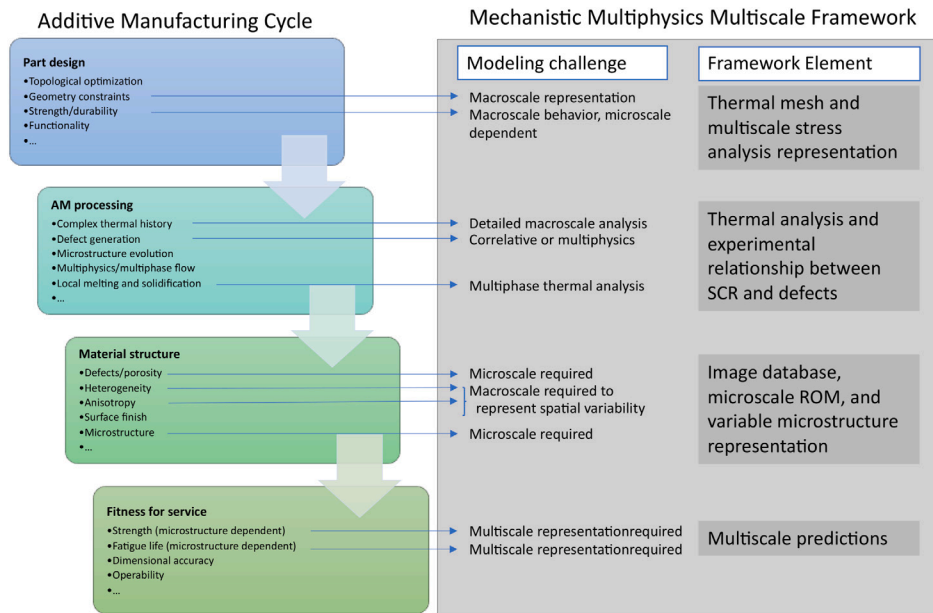 Additive Manufacturing Cycle
Mechanistic Multiphysics Multiscale Framework
Part design
•Topological optimization
•Geometry constraints
•Strength/durability
•Functionality
•...
Modeling challenge
Framework Element
Macroscale representation
Macroscale behavior, microscale
dependent
Thermal mesh and
multiscale stress
analysis representation
AM processing
•Complex thermal history
•Defect generation
•Microstructure evolution
•Multiphysics/multiphase flow
•Local melting and solidification
•...
Detailed macroscale analysis
Correlative or multiphysics
Multiphase thermal analysis
Thermal analysis and
experimental
relationship between
SCR and defects
Material structure
•Defects/porosity
•Heterogeneity
•Anisotropy
•Surface finish
•Microstructure
•...
Microscale required
Macroscale required to
represent spatial variability
Microscale required
Image database,
microscale ROM, and
variable microstructure
representation
Fitness for service
•Strength (microstructure dependent)
•Fatigue life (microstructure dependent)
•Dimensional accuracy
•Operability
•...
Multiscale representationrequired
Multiscale representationrequired
Multiscale predictions